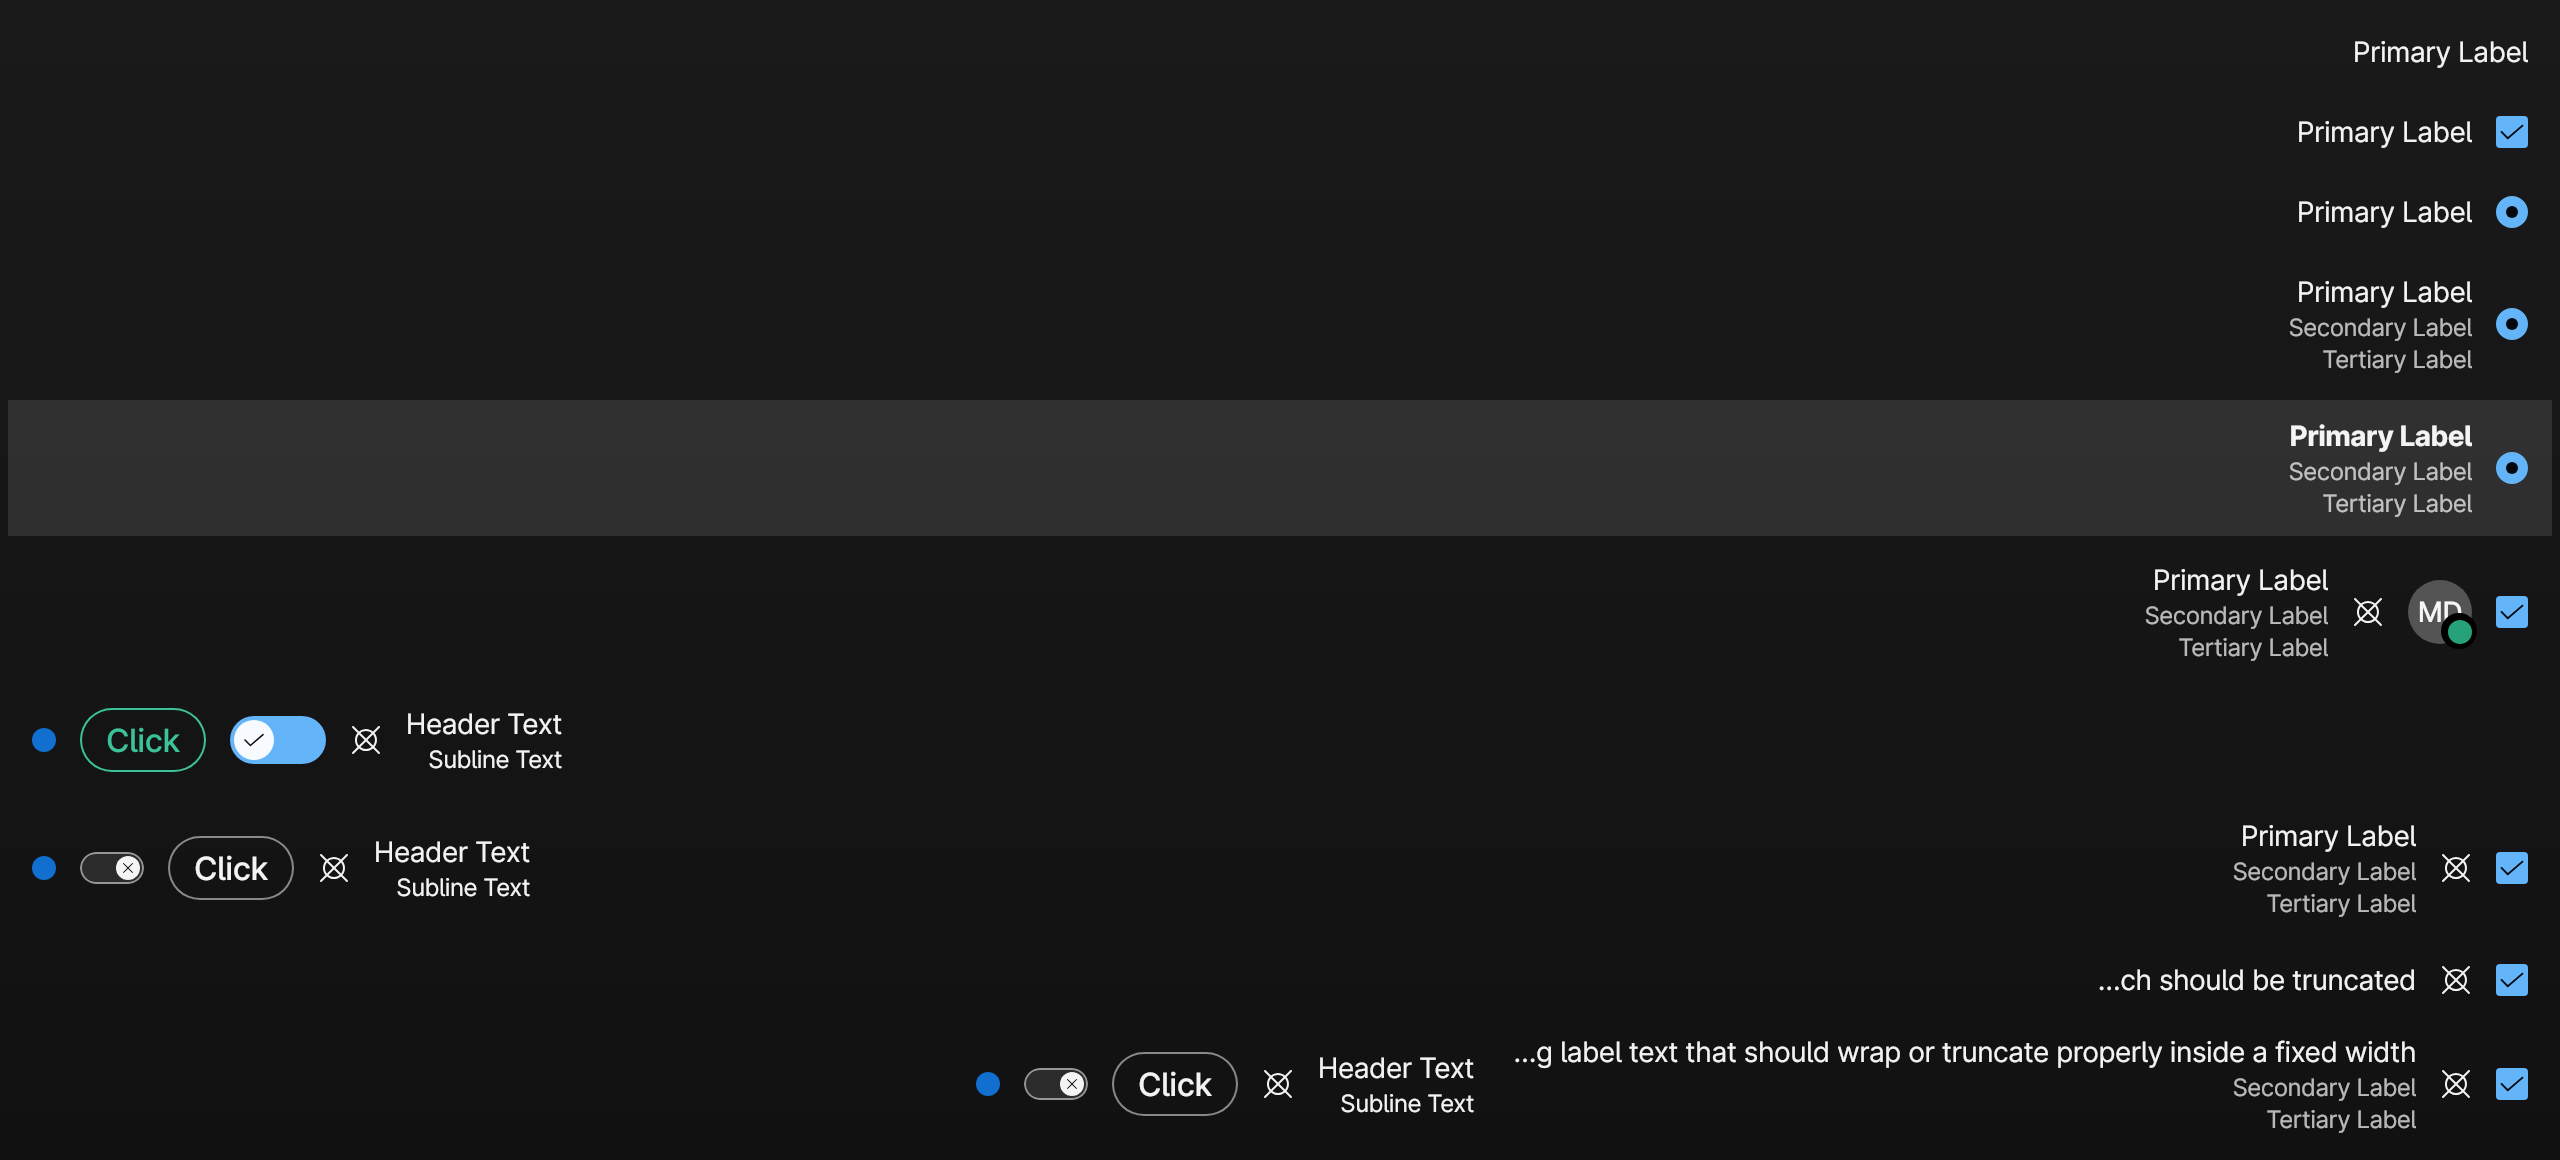 Primary Label
Primary Label
Primary Label
Primary Label
Secondary Label
Tertiary Label
Primary Label
Secondary Label
Tertiary Label
Primary Label
Secondary Label
Tertiary Label
MD
Click
Header Text
Subline Text
Click
Header Text
Subline Text
Primary Label
Secondary Label
Tertiary Label
...ch should be truncated
Click
Header Text
Subline Text
...g label text that should wrap or truncate properly inside a fixed width
Secondary Label
Tertiary Label